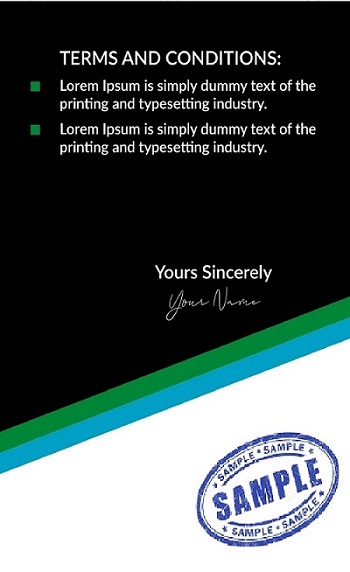 TERMS AND CONDITIONS:
Lorem Ipsum is simply dummy text of the
printing and typesetting industry.
Lorem Ipsum is simply dummy text of the
printing and typesetting industry.
Yours Sincerely
Your Name
SAMPLE • SAMPLE
SAMPLE
SAMPLE • SAMPLE